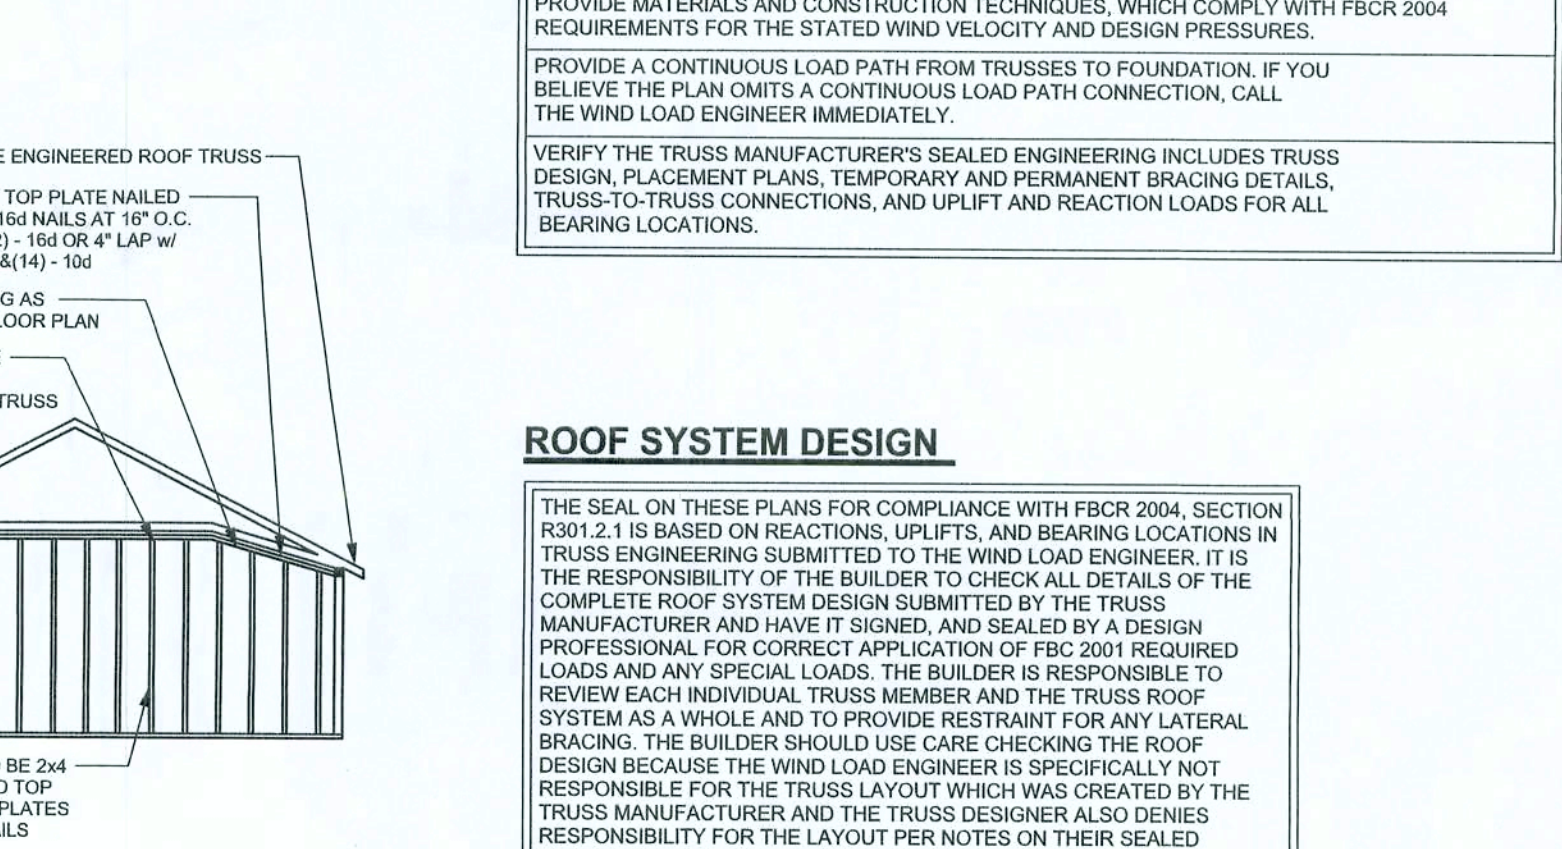 PROVIDE MATERIALS AND CONSTRUCTION TECHNIQUES, WHICH COMPLY WITH FBCR 2004
REQUIREMENTS FOR THE STATED WIND VELOCITY AND DESIGN PRESSURES.
PROVIDE A CONTINUOUS LOAD PATH FROM TRUSSES TO FOUNDATION. IF YOU
BELIEVE THE PLAN OMITS A CONTINUOUS LOAD PATH CONNECTION, CALL
THE WIND LOAD ENGINEER IMMEDIATELY.
VERIFY THE TRUSS MANUFACTURER'S SEALED ENGINEERING INCLUDES TRUSS
DESIGN, PLACEMENT PLANS, TEMPORARY AND PERMANENT BRACING DETAILS,
TRUSS-TO-TRUSS CONNECTIONS, AND UPLIFT AND REACTION LOADS FOR ALL
BEARING LOCATIONS.
ENGINEERED ROOF TRUSS
TOP PLATE NAILED
16d NAILS AT 16" O.C.
- 16d OR 4" LAP w/
&(14) - 10d
G AS
LOOR PLAN
TRUSS
BE 2x4
TOP
PLATES
ILS
ROOF SYSTEM DESIGN
THE SEAL ON THESE PLANS FOR COMPLIANCE WITH FBCR 2004, SECTION
R301.2.1 IS BASED ON REACTIONS, UPLIFTS, AND BEARING LOCATIONS IN
TRUSS ENGINEERING SUBMITTED TO THE WIND LOAD ENGINEER. IT IS
THE RESPONSIBILITY OF THE BUILDER TO CHECK ALL DETAILS OF THE
COMPLETE ROOF SYSTEM DESIGN SUBMITTED BY THE TRUSS
MANUFACTURER AND HAVE IT SIGNED, AND SEALED BY A DESIGN
PROFESSIONAL FOR CORRECT APPLICATION OF FBC 2001 REQUIRED
LOADS AND ANY SPECIAL LOADS. THE BUILDER IS RESPONSIBLE TO
REVIEW EACH INDIVIDUAL TRUSS MEMBER AND THE TRUSS ROOF
SYSTEM AS A WHOLE AND TO PROVIDE RESTRAINT FOR ANY LATERAL
BRACING. THE BUILDER SHOULD USE CARE CHECKING THE ROOF
DESIGN BECAUSE THE WIND LOAD ENGINEER IS SPECIFICALLY NOT
RESPONSIBLE FOR THE TRUSS LAYOUT WHICH WAS CREATED BY THE
TRUSS MANUFACTURER AND THE TRUSS DESIGNER ALSO DENIES
RESPONSIBILITY FOR THE LAYOUT PER NOTES ON THEIR SEALED